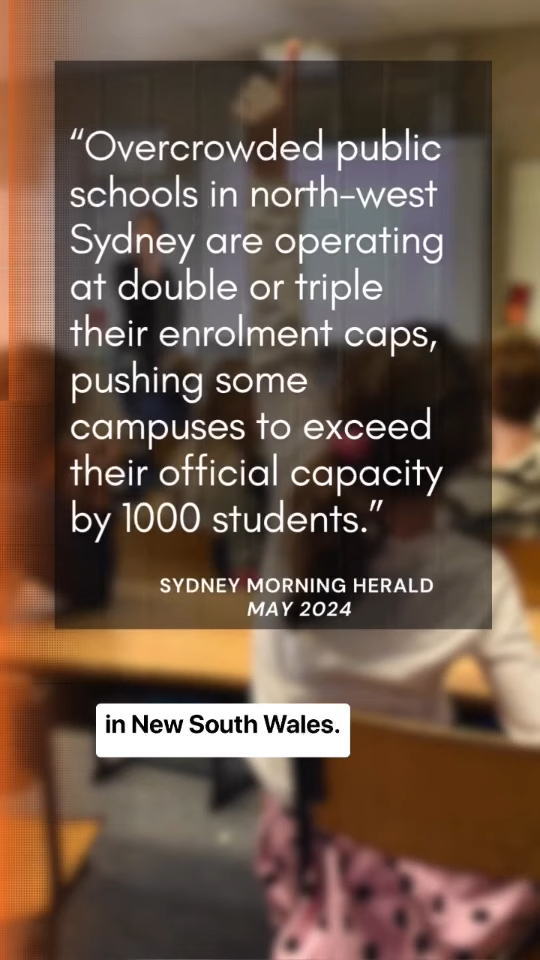 “Overcrowded public
schools in north-west
Sydney are operating
at double or triple
their enrolment caps,
pushing some
campuses to exceed
their official capacity
by 1000 students.”
SYDNEY MORNING HERALD
MAY 2024
in New South Wales.